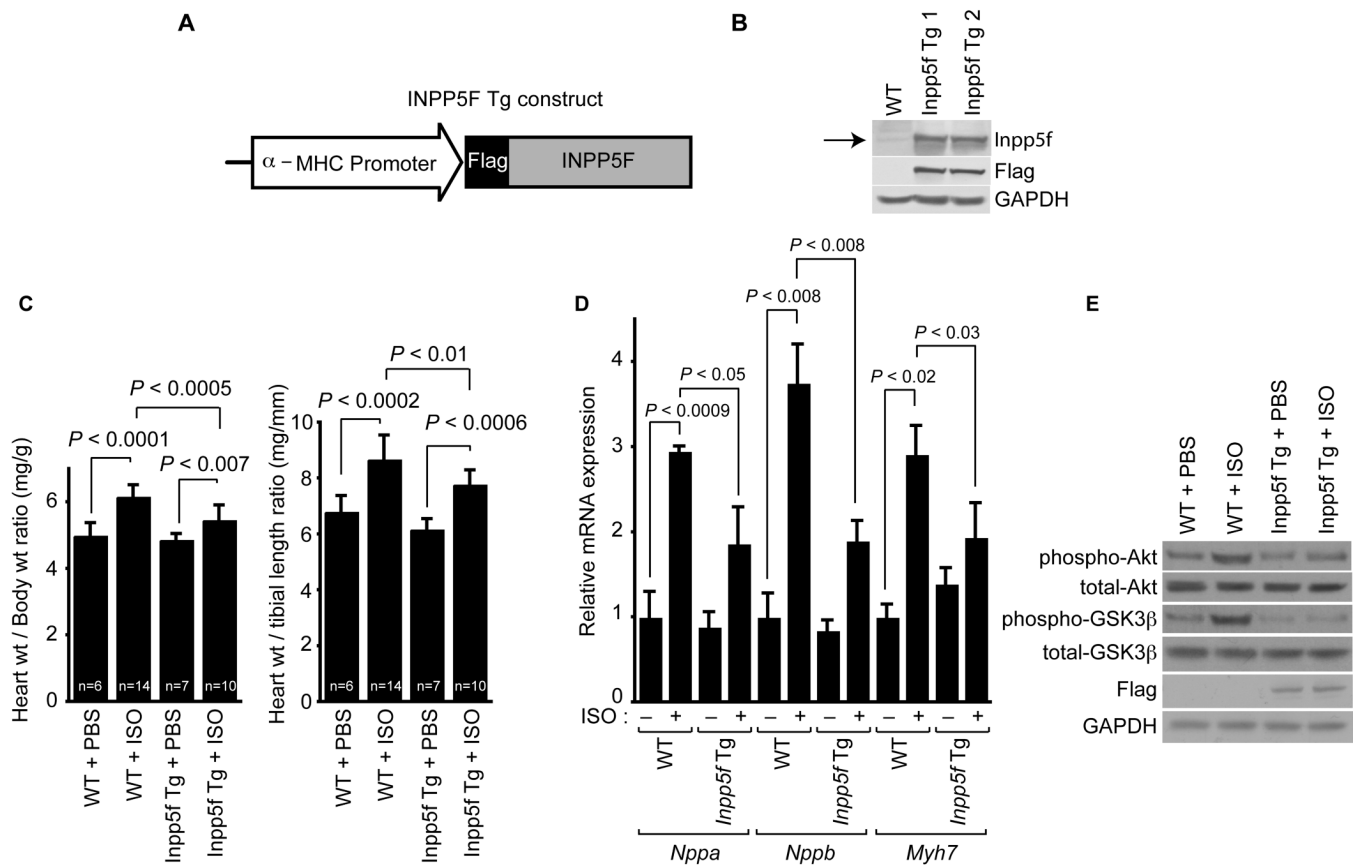 A
INPP5F Tg construct
α – MHC Promoter
Flag
INPP5F
B
WT
Inpp5f Tg 1
Inpp5f Tg 2
Inpp5f
Flag
GAPDH
C
Heart wt / Body wt ratio (mg/g)
6
4
2
0
P < 0.0001
P < 0.0005
P < 0.007
n=6
n=14
n=7
n=10
WT + PBS
WT + ISO
Inpp5f Tg + PBS
Inpp5f Tg + ISO
Heart wt / tibial length ratio (mg/mm)
10
8
6
4
2
0
P < 0.0002
P < 0.01
P < 0.0006
n=6
n=14
n=7
n=10
WT + PBS
WT + ISO
Inpp5f Tg + PBS
Inpp5f Tg + ISO
D
Relative mRNA expression
4
3
2
1
0
P < 0.0009
P < 0.05
P < 0.008
P < 0.008
P < 0.02
P < 0.03
ISO : – + – + – + – + – + – +
WT
Inpp5f Tg
WT
Inpp5f Tg
WT
Inpp5f Tg
Nppa
Nppb
Myh7
E
WT + PBS
WT + ISO
Inpp5f Tg + PBS
Inpp5f Tg + ISO
phospho-Akt
total-Akt
phospho-GSK3β
total-GSK3β
Flag
GAPDH